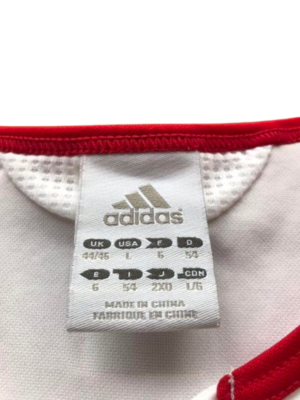 adidas
UK USA F D
44/46 L 6 54
E I J CDN
6 54 2XO L/G
MADE IN CHINA
FABRIQUE EN CHINE